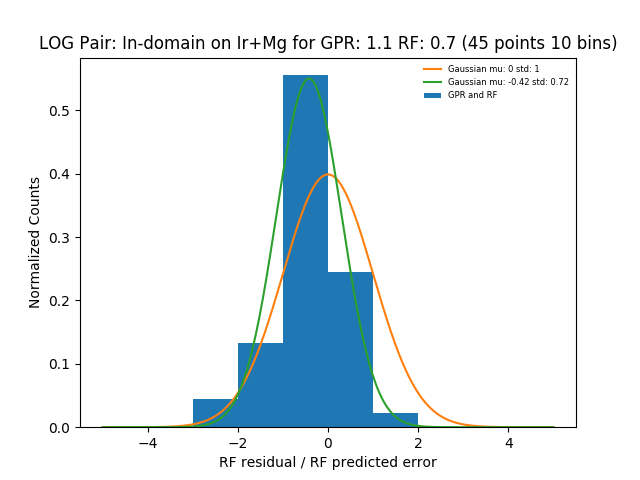 LOG Pair: In-domain on Ir+Mg for GPR: 1.1 RF: 0.7 (45 points 10 bins)
Gaussian mu: 0 std: 1
Gaussian mu: -0.42 std: 0.72
GPR and RF
Normalized Counts
0.5
0.4
0.3
0.2
0.1
0.0
−4 −2 0 2 4
RF residual / RF predicted error